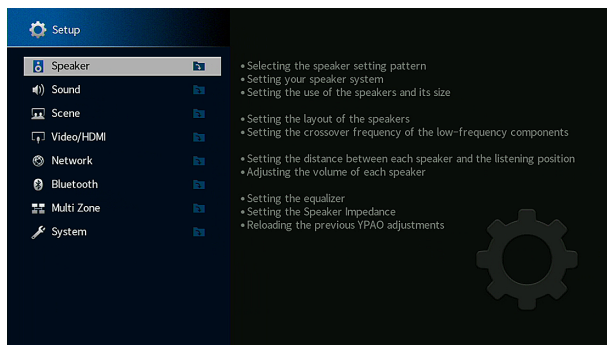 Setup
Speaker
Sound
Scene
Video/HDMI
Network
Bluetooth
Multi Zone
System
• Selecting the speaker setting pattern
• Setting your speaker system
• Setting the use of the speakers and its size
• Setting the layout of the speakers
• Setting the crossover frequency of the low-frequency components
• Setting the distance between each speaker and the listening position
• Adjusting the volume of each speaker
• Setting the equalizer
• Setting the Speaker Impedance
• Reloading the previous YPAO adjustments